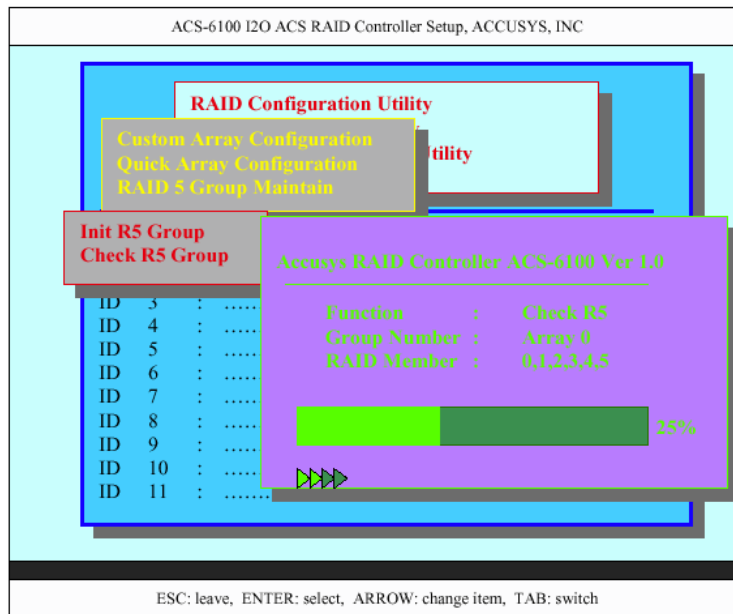 ACS-6100 I2O ACS RAID Controller Setup, ACCUSYS, INC
RAID Configuration Utility
Utility
Custom Array Configuration
Quick Array Configuration
RAID 5 Group Maintain
Init R5 Group
Check R5 Group
Accusys RAID Controller ACS-6100 Ver 1.0
Function : Check R5
Group Number : Array 0
RAID Member : 0,1,2,3,4,5
25%
ID 3 : ......
ID 4 : ......
ID 5 : ......
ID 6 : ......
ID 7 : ......
ID 8 : ......
ID 9 : ......
ID 10 : ......
ID 11 : ........
ESC: leave, ENTER: select, ARROW: change item, TAB: switch